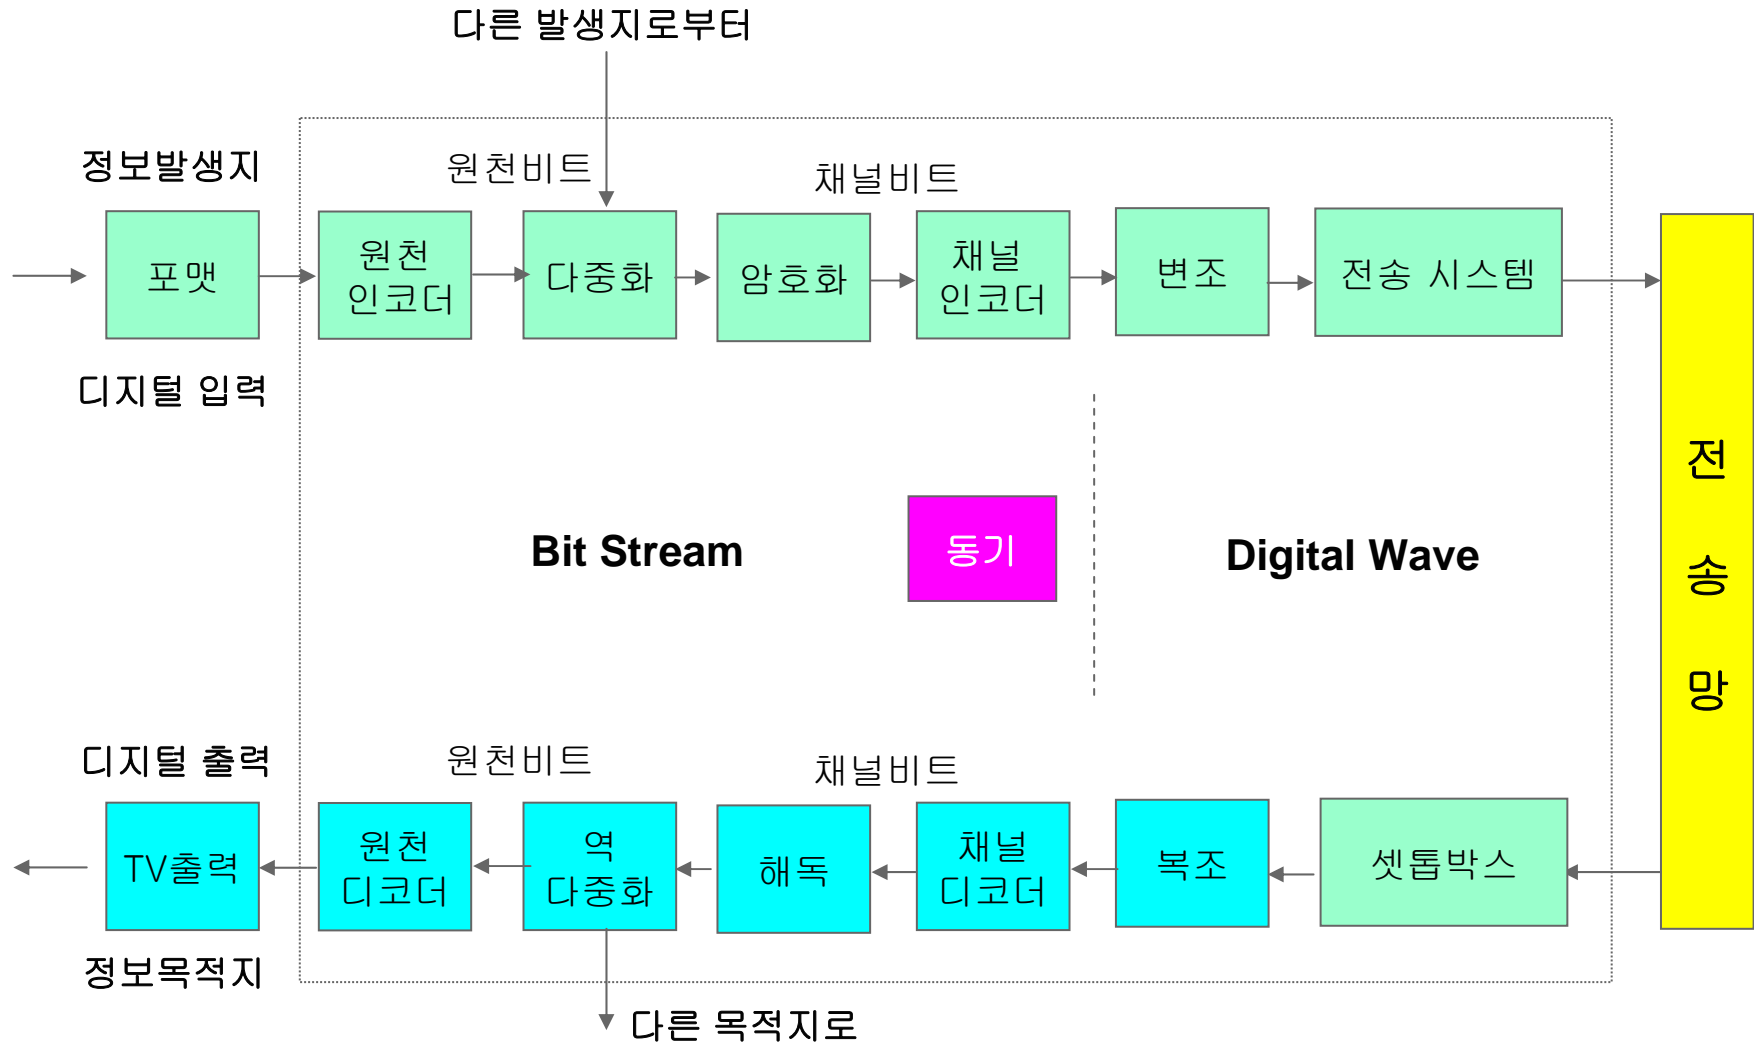 다른 발생지로부터
정보발생지
원천비트
채널비트
포맷
원천
인코더
다중화
암호화
채널
인코더
변조
전송 시스템
디지털 입력
전
송
망
Bit Stream
동기
Digital Wave
디지털 출력
원천비트
채널비트
TV출력
원천
디코더
역
다중화
해독
채널
디코더
복조
셋톱박스
정보목적지
다른 목적지로